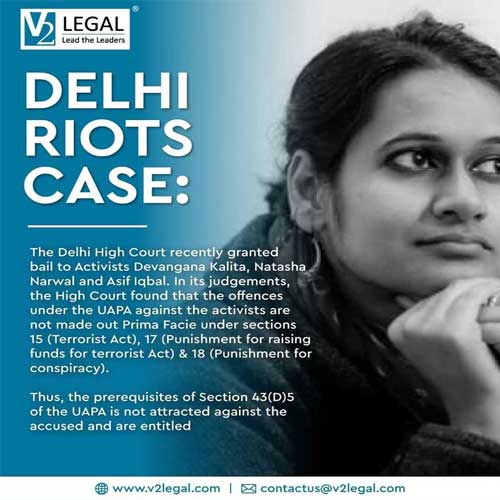 V2 LEGAL ®
Lead the Leaders
DELHI
RIOTS
CASE:
The Delhi High Court recently granted
bail to Activists Devangana Kalita, Natasha
Narwal and Asif Iqbal. In its judgements,
the High Court found that the offences
under the UAPA against the activists are
not made out Prima Facie under sections
15 (Terrorist Act), 17 (Punishment for raising
funds for terrorist Act) & 18 (Punishment for
conspiracy).
Thus, the prerequisites of Section 43(D)5
of the UAPA is not attracted against the
accused and are entitled
www.v2legal.com | contactus@v2legal.com